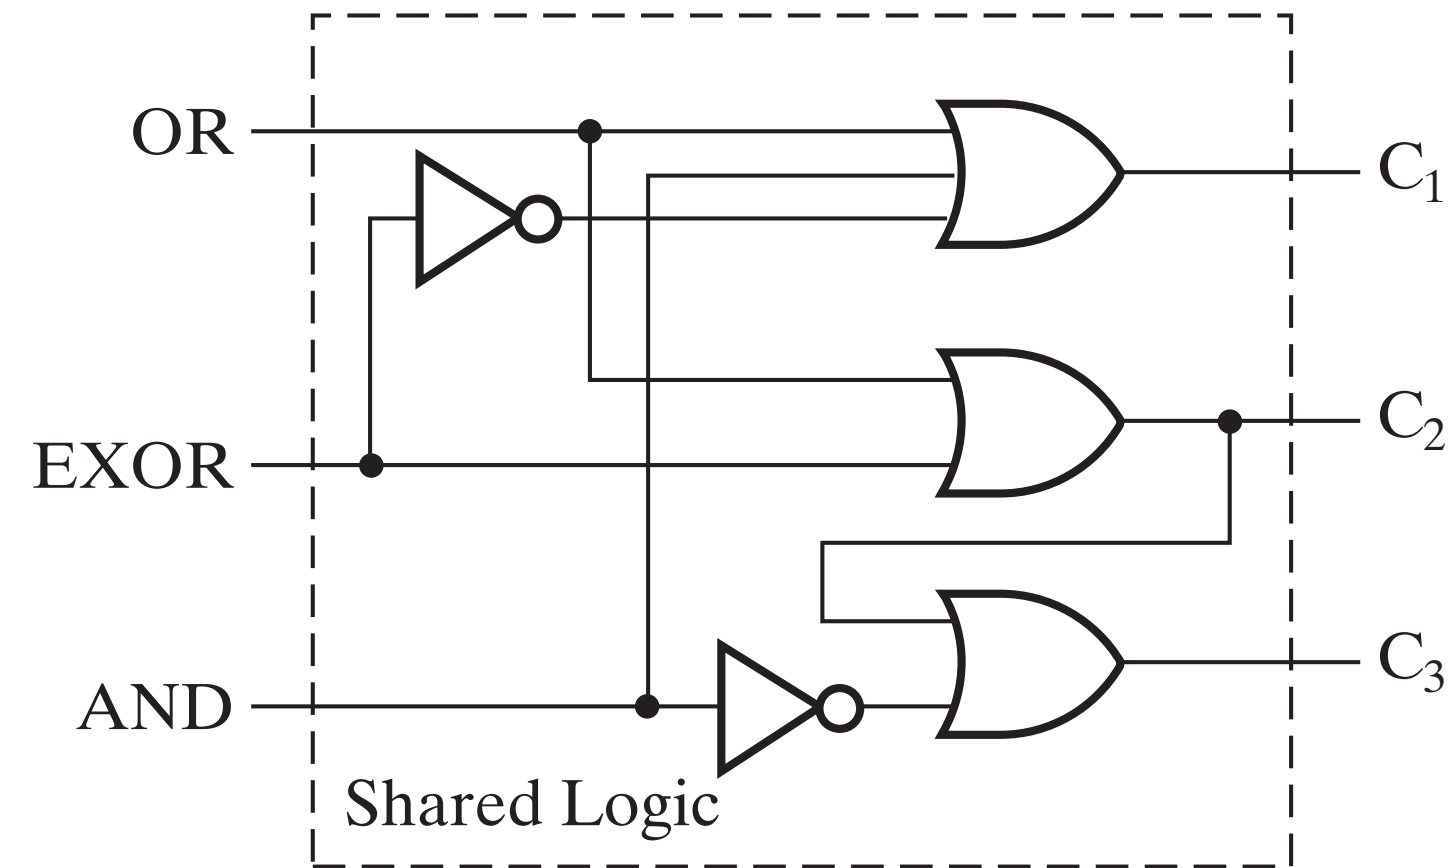 OR
C₁
EXOR
C₂
AND
C₃
Shared Logic